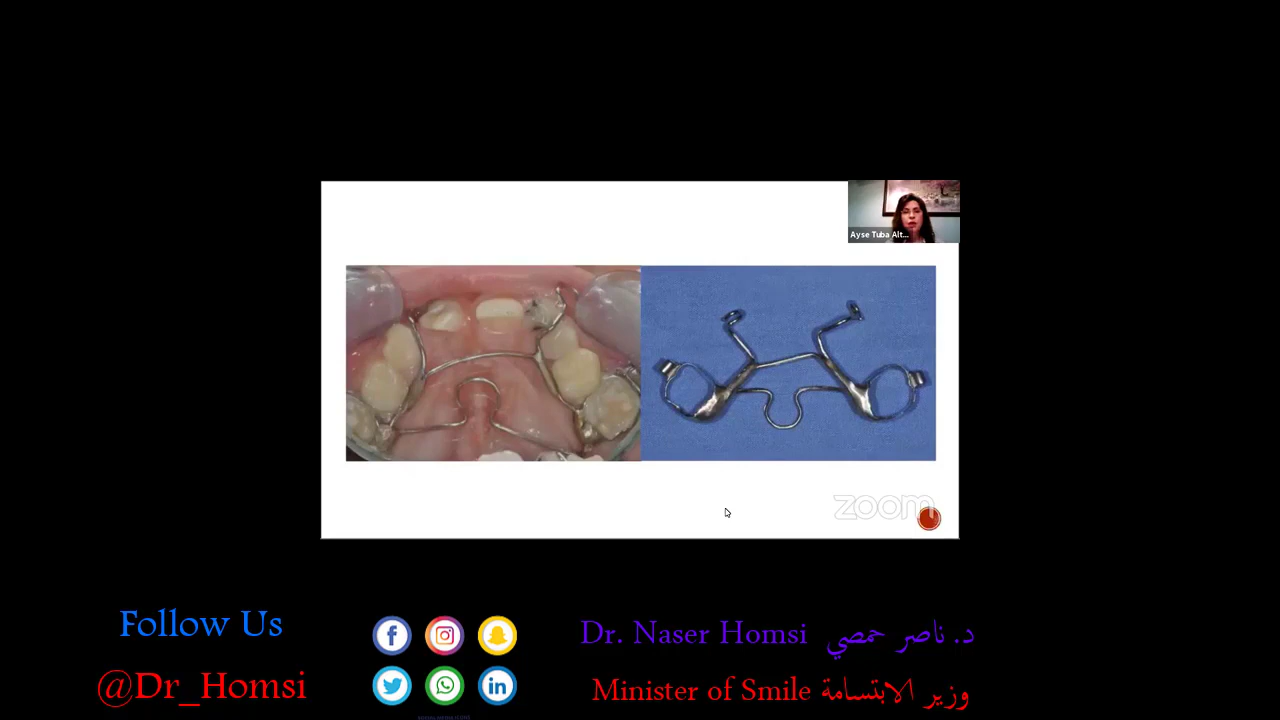 Ayse Tuba Alt...
zoom
Follow Us
@Dr_Homsi
Dr. Naser Homsi د. ناصر حمصي
Minister of Smile وزير الابتسامة